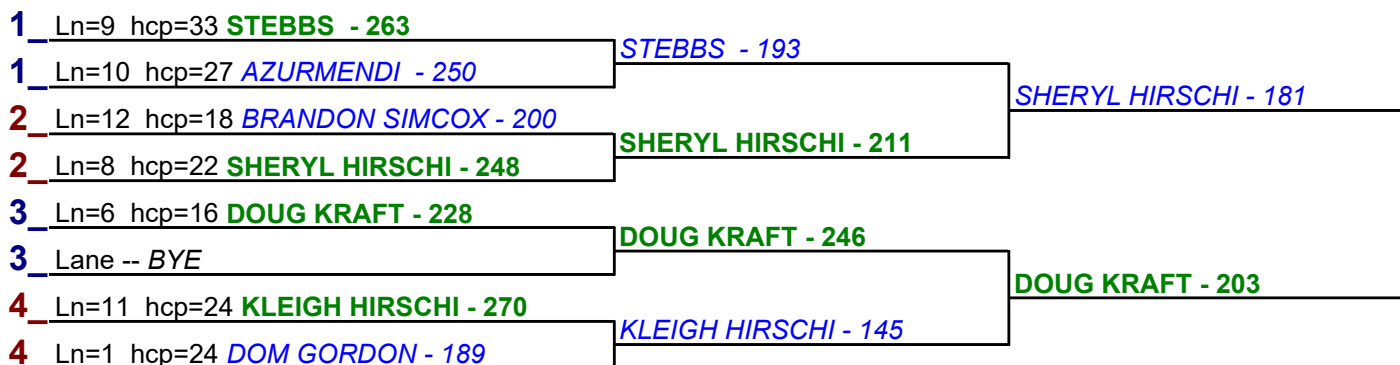 1_ Ln=9 hcp=33 STEBBS - 263
STEBBS - 193
1_ Ln=10 hcp=27 AZURMENDI - 250
SHERYL HIRSCHI - 181
2_ Ln=12 hcp=18 BRANDON SIMCOX - 200
SHERYL HIRSCHI - 211
2_ Ln=8 hcp=22 SHERYL HIRSCHI - 248
3_ Ln=6 hcp=16 DOUG KRAFT - 228
DOUG KRAFT - 246
3_ Lane -- BYE
DOUG KRAFT - 203
4_ Ln=11 hcp=24 KLEIGH HIRSCHI - 270
KLEIGH HIRSCHI - 145
4 Ln=1 hcp=24 DOM GORDON - 189